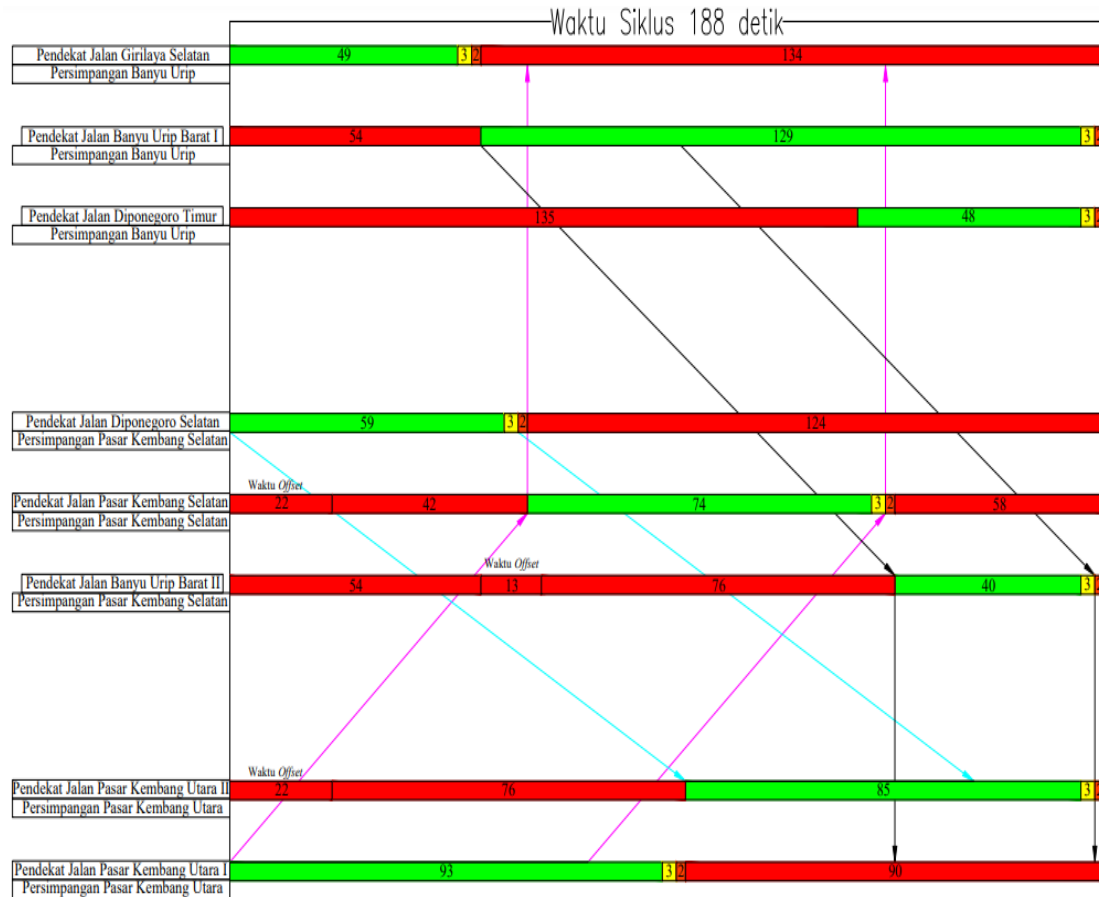 Waktu Siklus 188 detik
Pendekat Jalan Girilaya Selatan 49 3 2 134
Persimpangan Banyu Urip
Pendekat Jalan Banyu Urip Barat I 54 129 3 2
Persimpangan Banyu Urip
Pendekat Jalan Diponegoro Timur 135 48 3 2
Persimpangan Banyu Urip
Pendekat Jalan Diponegoro Selatan 59 3 2 124
Persimpangan Pasar Kembang Selatan
Waktu Offset
Pendekat Jalan Pasar Kembang Selatan 22 42 74 3 2 58
Persimpangan Pasar Kembang Selatan
Waktu Offset
Pendekat Jalan Banyu Urip Barat II 54 13 76 40 3 2
Persimpangan Pasar Kembang Selatan
Waktu Offset
Pendekat Jalan Pasar Kembang Utara II 22 76 85 3 2
Persimpangan Pasar Kembang Utara
Pendekat Jalan Pasar Kembang Utara I 93 3 2 90
Persimpangan Pasar Kembang Utara